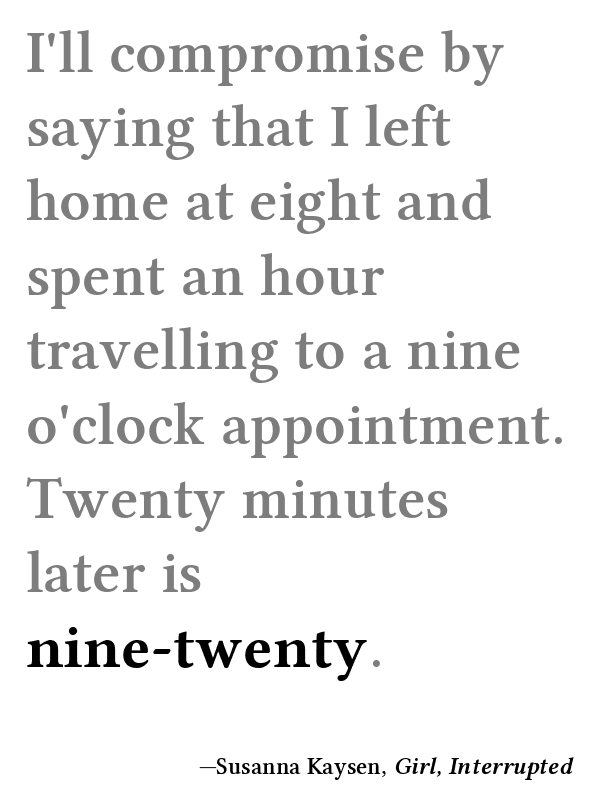 I'll compromise by
saying that I left
home at eight and
spent an hour
travelling to a nine
o'clock appointment.
Twenty minutes
later is
nine-twenty.
—Susanna Kaysen, Girl, Interrupted